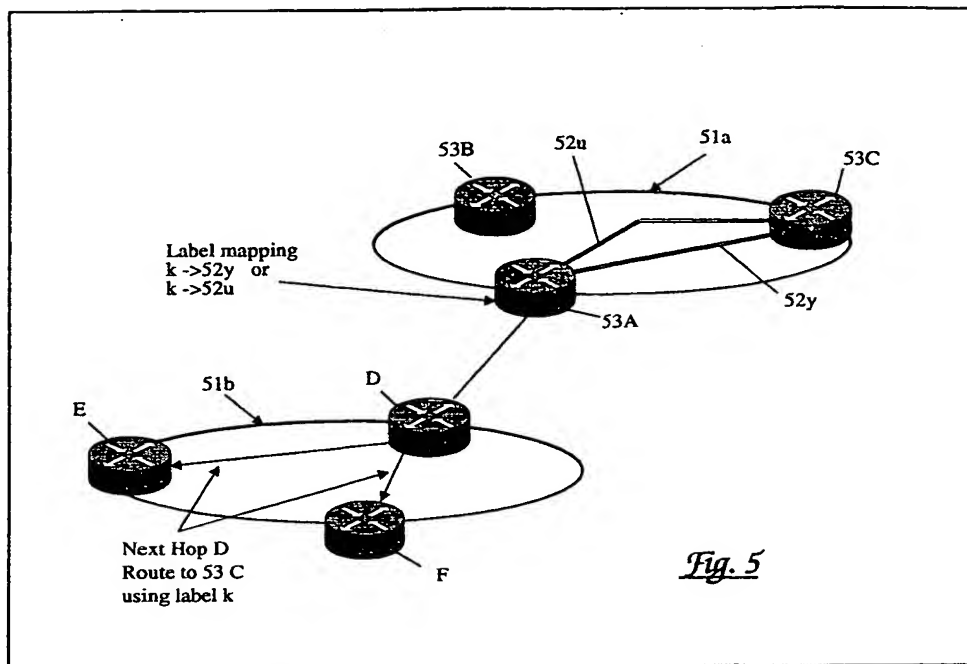 53B
52u
51a
53C
Label mapping
k ->52y or
k ->52u
52y
53A
D
51b
E
Next Hop D
Route to 53 C
using label k
F
Fig. 5